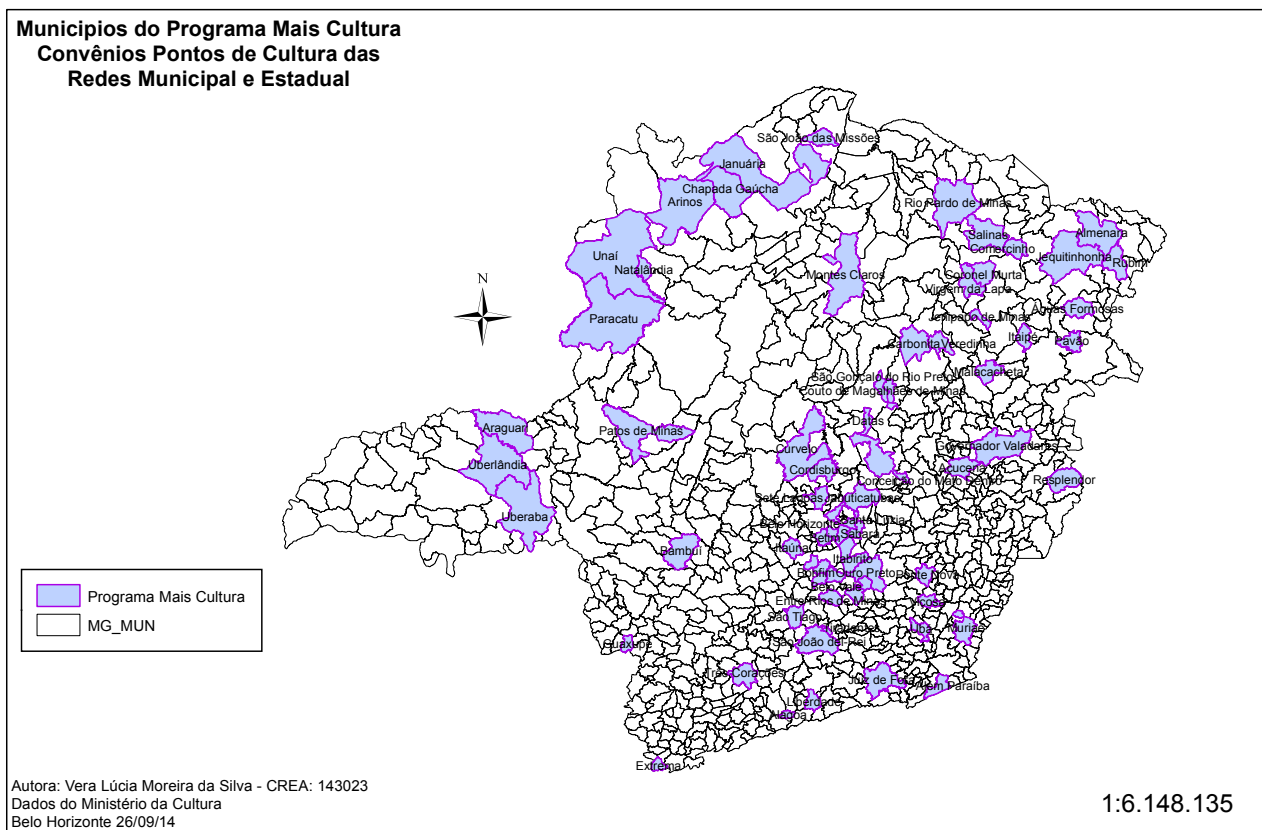 Municipios do Programa Mais Cultura
Convênios Pontos de Cultura das
Redes Municipal e Estadual
São João das Missões
Januária
Chapada Gaúcha
Arinos
Rio Pardo de Minas
Salinas
Comercinho
Almenara
Jequitinhonha
Rubim
Unaí
Natalândia
Montes Claros
Coronel Murta
Virgem da Lapa
N
Paracatu
Jenipapo de Minas
Águas Formosas
Itaipé
Pavão
Carbonita
Veredinha
Malacacheta
São Gonçalo do Rio Preto
Couto de Magalhães de Minas
Datas
Araguari
Patos de Minas
Curvelo
Governador Valadares
Uberlândia
Cordisburgo
Açucena
Conceição do Mato Dentro
Resplendor
Sete Lagoas
Jaboticatubas
Uberaba
Belo Horizonte
Santa Luzia
Betim
Sabará
Itaúna
Bambuí
Itabirito
Bonfim
Ouro Preto
Ponte Nova
Belo Vale
Entre Rios de Minas
Viçosa
São Tiago
Tiradentes
Ubá
Muriaé
São João del Rei
Guaxupé
Três Corações
Juiz de Fora
Além Paraíba
Liberdade
Alagoa
Extrema
Programa Mais Cultura
MG_MUN
Autora: Vera Lúcia Moreira da Silva - CREA: 143023
Dados do Ministério da Cultura
Belo Horizonte 26/09/14
1:6.148.135